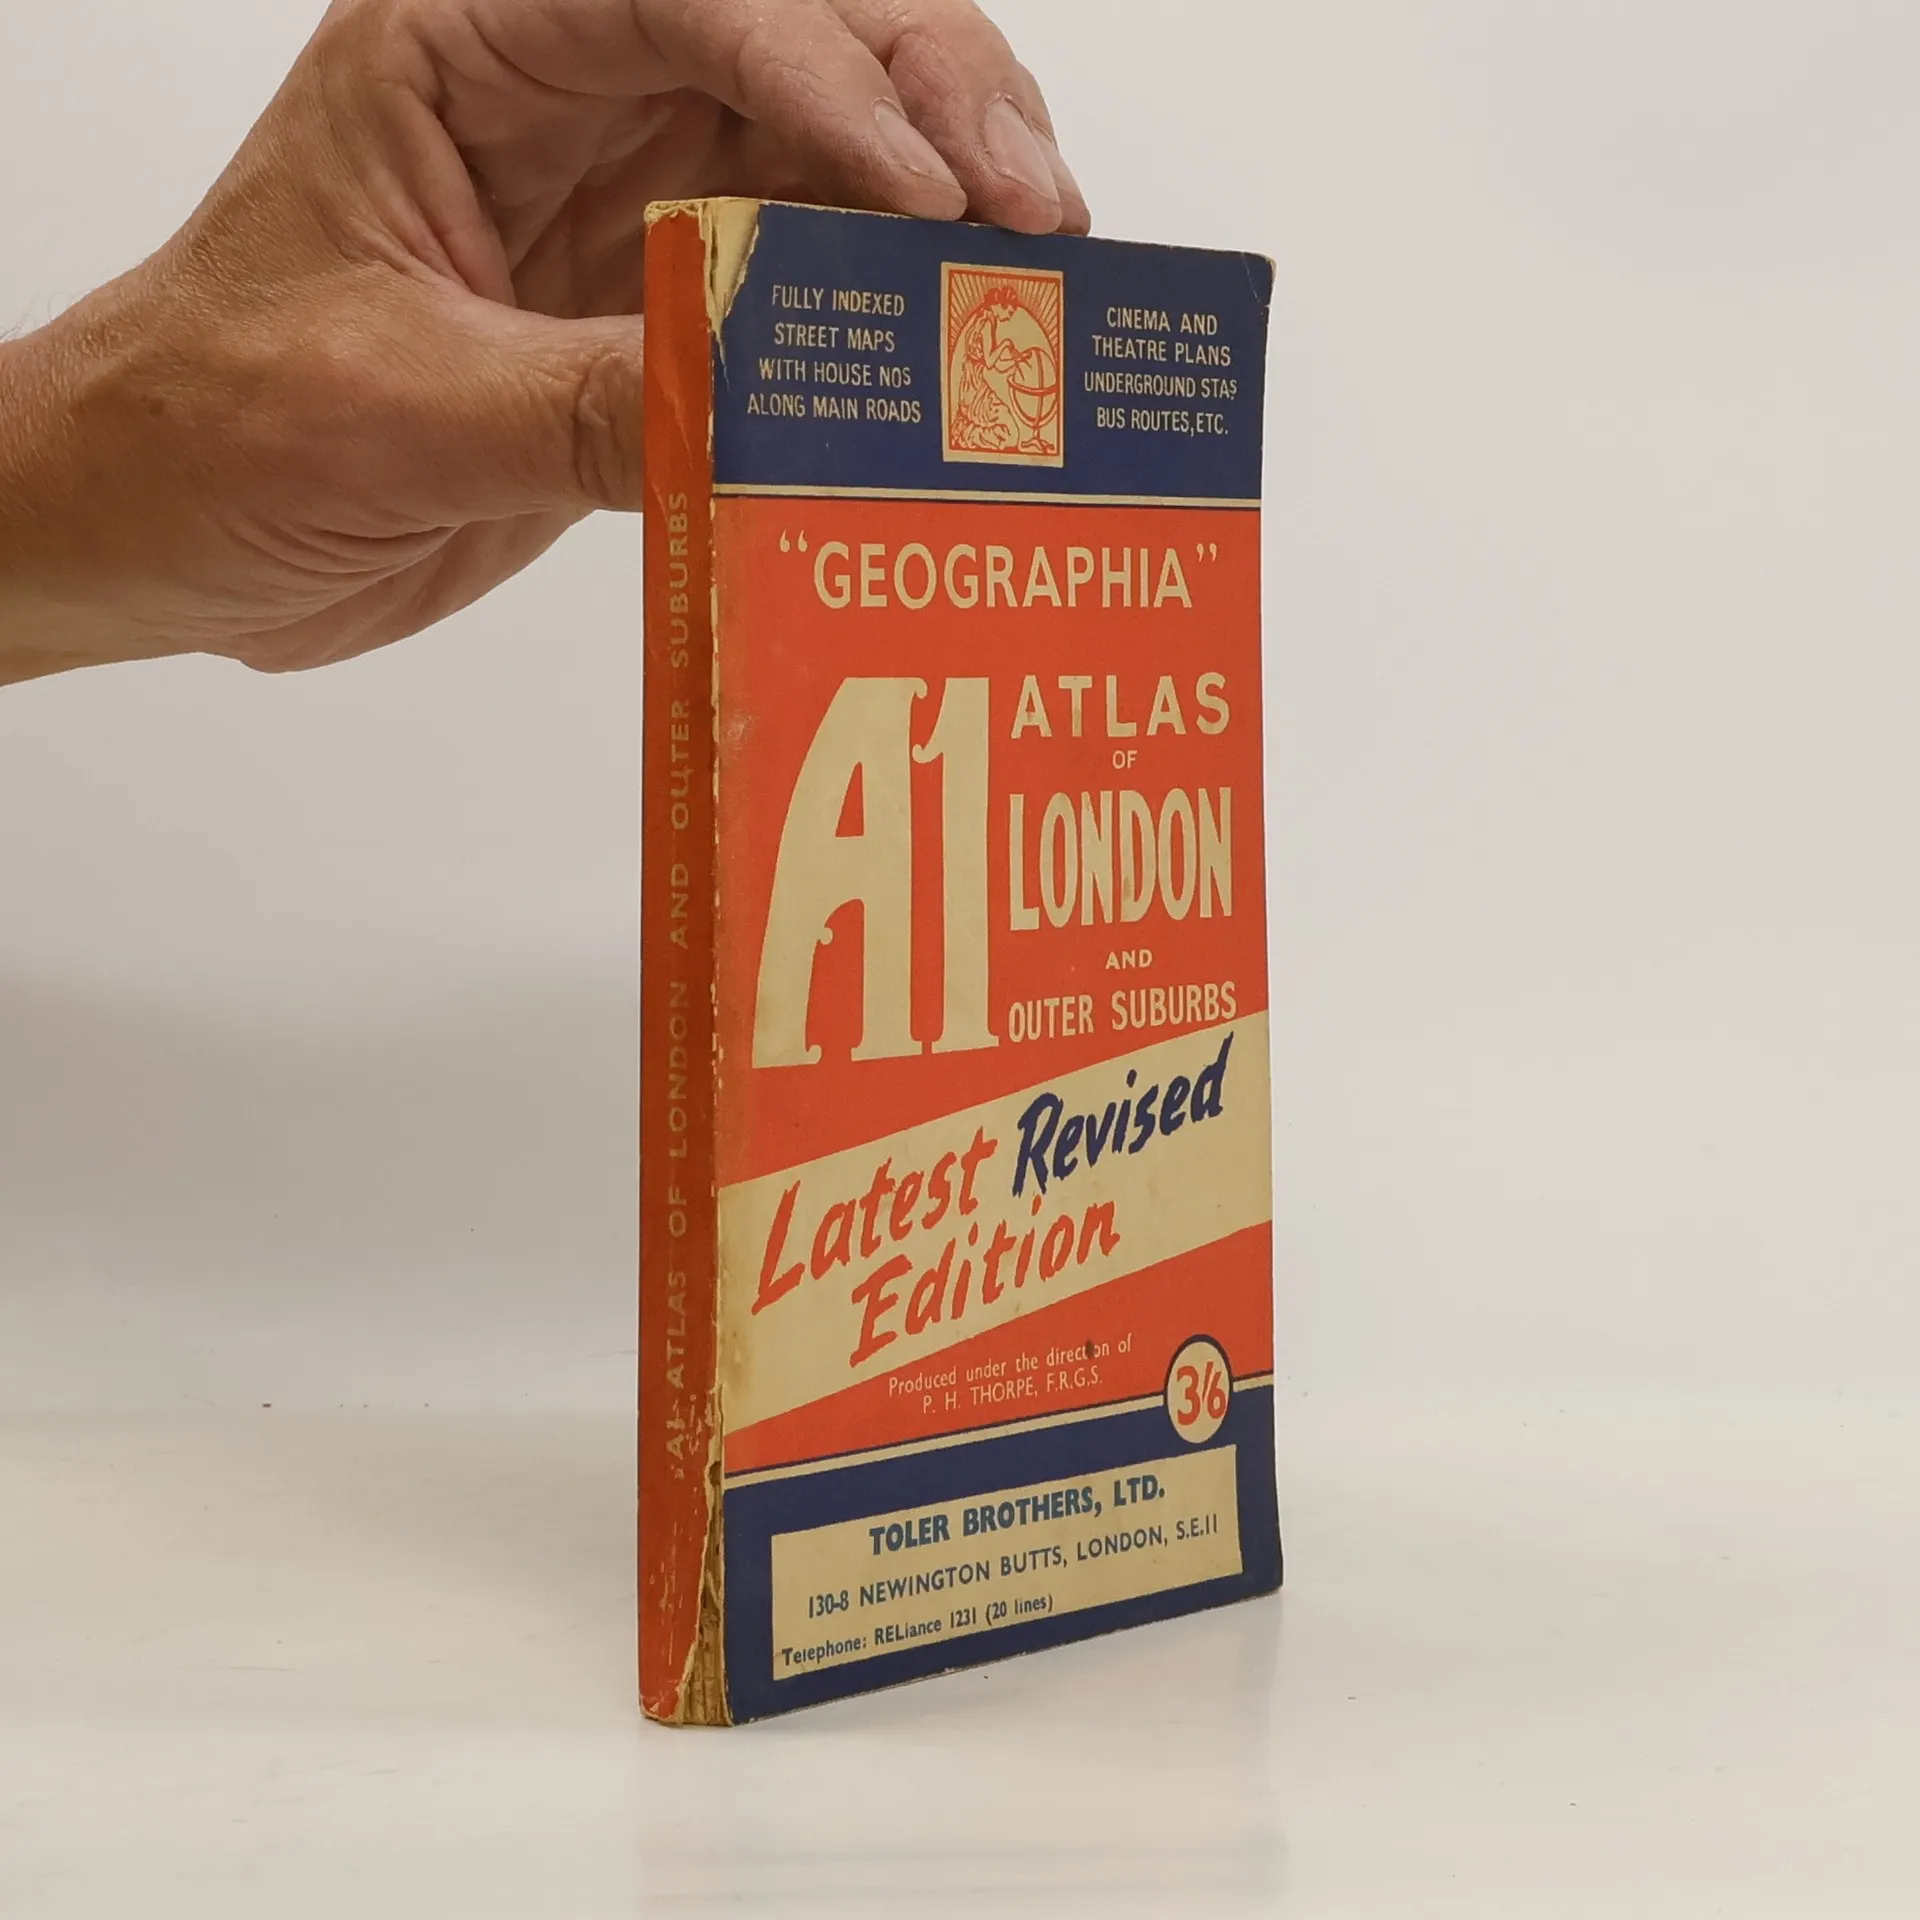 FULLY INDEXED
STREET MAPS
WITH HOUSE NOS
ALONG MAIN ROADS
CINEMA AND
THEATRE PLANS
UNDERGROUND STAS
BUS ROUTES, ETC.
"GEOGRAPHIA"
A1
ATLAS
OF
LONDON
AND
OUTER SUBURBS
Latest Revised
Edition
Produced under the direction of
P. H. THORPE, F.R.G.S.
3/6
TOLER BROTHERS, LTD.
130-8 NEWINGTON BUTTS, LONDON, S.E.11
Telephone: RELiance 1231 (20 lines)
A1 ATLAS OF LONDON AND OUTER SUBURBS